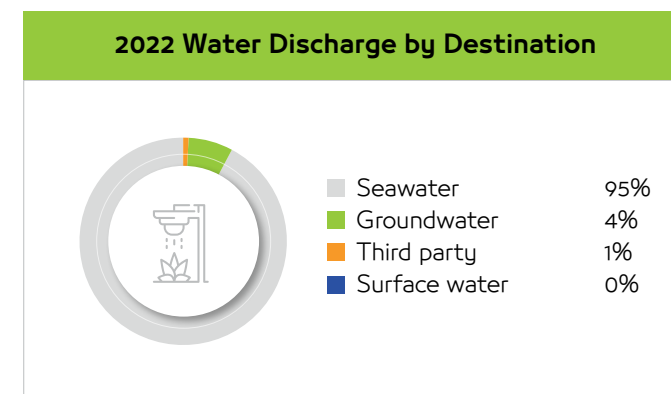 2022 Water Discharge by Destination
Seawater 95%
Groundwater 4%
Third party 1%
Surface water 0%